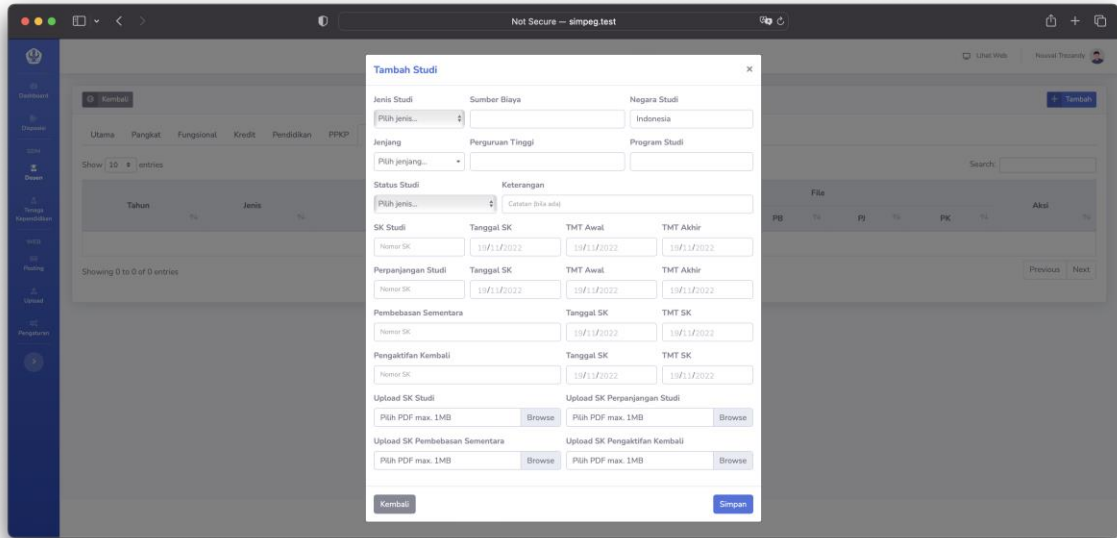 Not Secure — simpeg.test
Lihat Web
Nouval Trezandy
Dashboard
Disposisi
SDM
Dosen
Tenaga Kependidikan
WEB
Posting
Upload
Pengaturan
Kembali
+ Tambah
Utama Pangkat Fungsional Kredit Pendidikan PPKP
Show 10 entries
Search:
Tahun Jenis File Aksi
PB PJ PK
Showing 0 to 0 of 0 entries
Previous Next
Tambah Studi ×
Jenis Studi Sumber Biaya Negara Studi
Pilih jenis... Indonesia
Jenjang Perguruan Tinggi Program Studi
Pilih jenjang...
Status Studi Keterangan
Pilih jenis... Catatan (bila ada)
SK Studi Tanggal SK TMT Awal TMT Akhir
Nomor SK 19/11/2022 19/11/2022 19/11/2022
Perpanjangan Studi Tanggal SK TMT Awal TMT Akhir
Nomor SK 19/11/2022 19/11/2022 19/11/2022
Pembebasan Sementara Tanggal SK TMT SK
Nomor SK 19/11/2022 19/11/2022
Pengaktifan Kembali Tanggal SK TMT SK
Nomor SK 19/11/2022 19/11/2022
Upload SK Studi Upload SK Perpanjangan Studi
Pilih PDF max. 1MB Browse Pilih PDF max. 1MB Browse
Upload SK Pembebasan Sementara Upload SK Pengaktifan Kembali
Pilih PDF max. 1MB Browse Pilih PDF max. 1MB Browse
Kembali Simpan